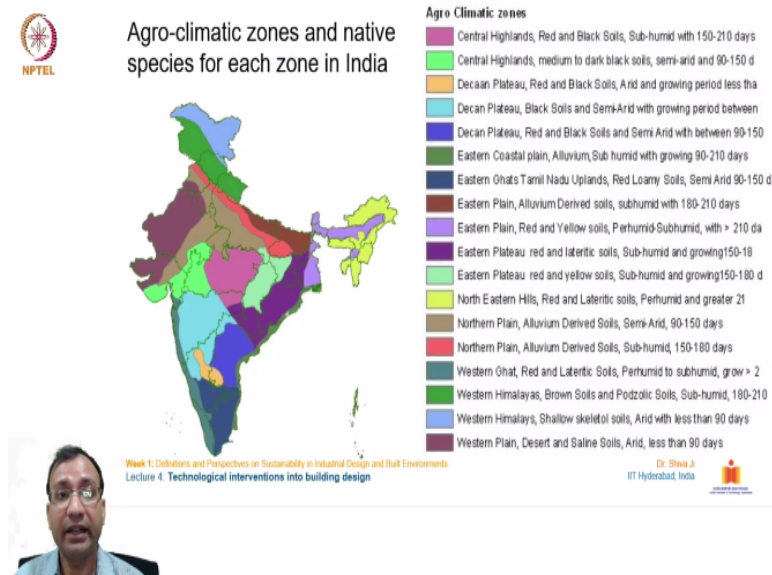 NPTEL
Agro-climatic zones and native
species for each zone in India
Agro Climatic zones
Central Highlands, Red and Black Soils, Sub-humid with 150-210 days
Central Highlands, medium to dark black soils, semi-arid and 90-150 d
Decaan Plateau, Red and Black Soils, Arid and growing period less tha
Decan Plateau, Black Soils and Semi-Arid with growing period between
Decan Plateau, Red and Black Soils and Semi Arid with between 90-150
Eastern Coastal plain, Alluvium,Sub humid with growing 90-210 days
Eastern Ghats Tamil Nadu Uplands, Red Loamy Soils, Semi Arid 90-150 d
Eastern Plain, Alluvium Derived soils, subhumid with 180-210 days
Eastern Plain, Red and Yellow soils, Perhumid-Subhumid, with > 210 da
Eastern Plateau red and lateritic soils, Sub-humid and growing150-18
Eastern Plateau red and yellow soils, Sub-humid and growing150-180 d
North Eastern Hills, Red and Lateritic soils, Perhumid and greater 21
Northern Plain, Alluvium Derived Soils, Semi-Arid, 90-150 days
Northern Plain, Alluvium Derived Soils, Sub-humid, 150-180 days
Western Ghat, Red and Lateritic Soils, Perhumid to subhumid, grow > 2
Western Himalayas, Brown Soils and Podzolic Soils, Sub-humid, 180-210
Western Himalys, Shallow skeletol soils, Arid with less than 90 days
Western Plain, Desert and Saline Soils, Arid, less than 90 days
Week 1: Definitions and Perspectives on Sustainability in Industrial Design and Built Environments
Lecture 4: Technological interventions into building design
Dr. Shiva Ji
IIT Hyderabad, India